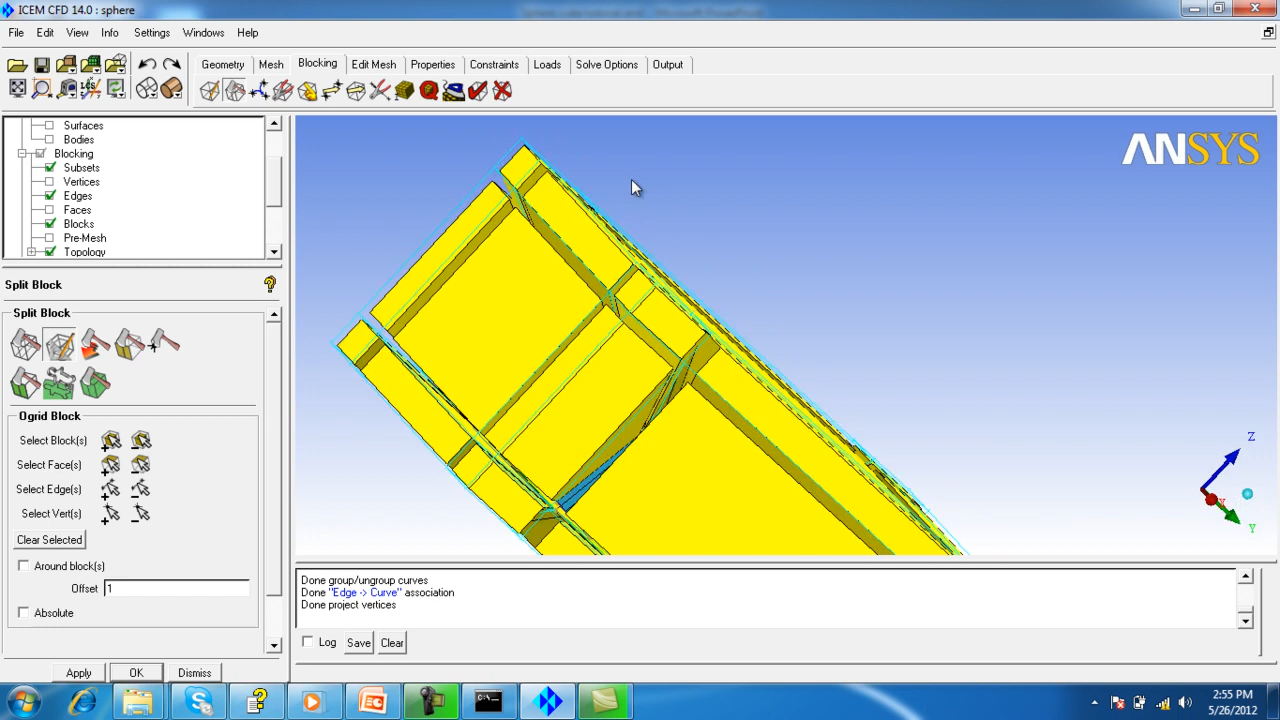 ICEM CFD 14.0 : sphere
File Edit View Info Settings Windows Help
Geometry Mesh Blocking Edit Mesh Properties Constraints Loads Solve Options Output
LCS
Surfaces
Bodies
Blocking
Subsets
Vertices
Edges
Faces
Blocks
Pre-Mesh
Topology
Split Block
Split Block
Ogrid Block
Select Block(s)
Select Face(s)
Select Edge(s)
Select Vert(s)
Clear Selected
Around block(s)
Offset 1
Absolute
Apply OK Dismiss
ANSYS
Z
X
Y
Done group/ungroup curves
Done "Edge -> Curve" association
Done project vertices
Log Save Clear
2:55 PM
5/26/2012